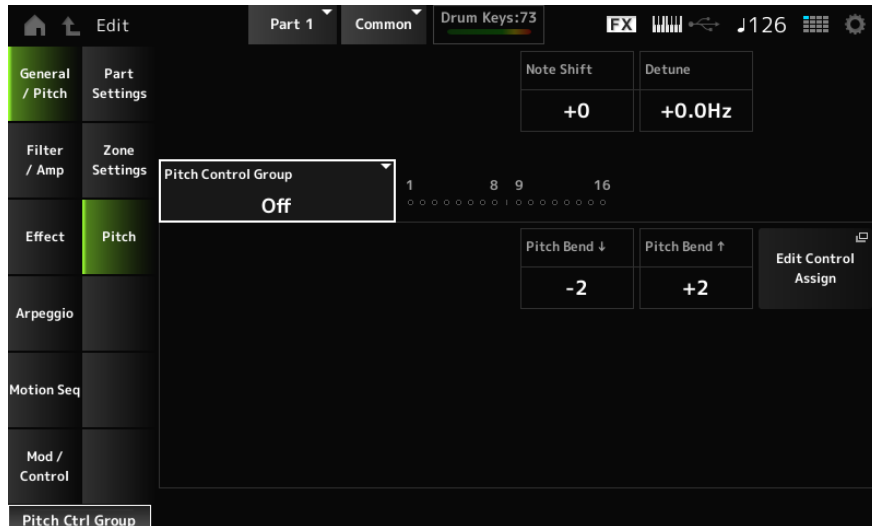 Edit
Part 1
Common
Drum Keys:73
FX
♩126
General
/ Pitch
Part
Settings
Note Shift
Detune
+0
+0.0Hz
Filter
/ Amp
Zone
Settings
Pitch Control Group
Off
1 8 9 16
Effect
Pitch
Pitch Bend ↓
Pitch Bend ↑
Edit Control
Assign
-2
+2
Arpeggio
Motion Seq
Mod /
Control
Pitch Ctrl Group